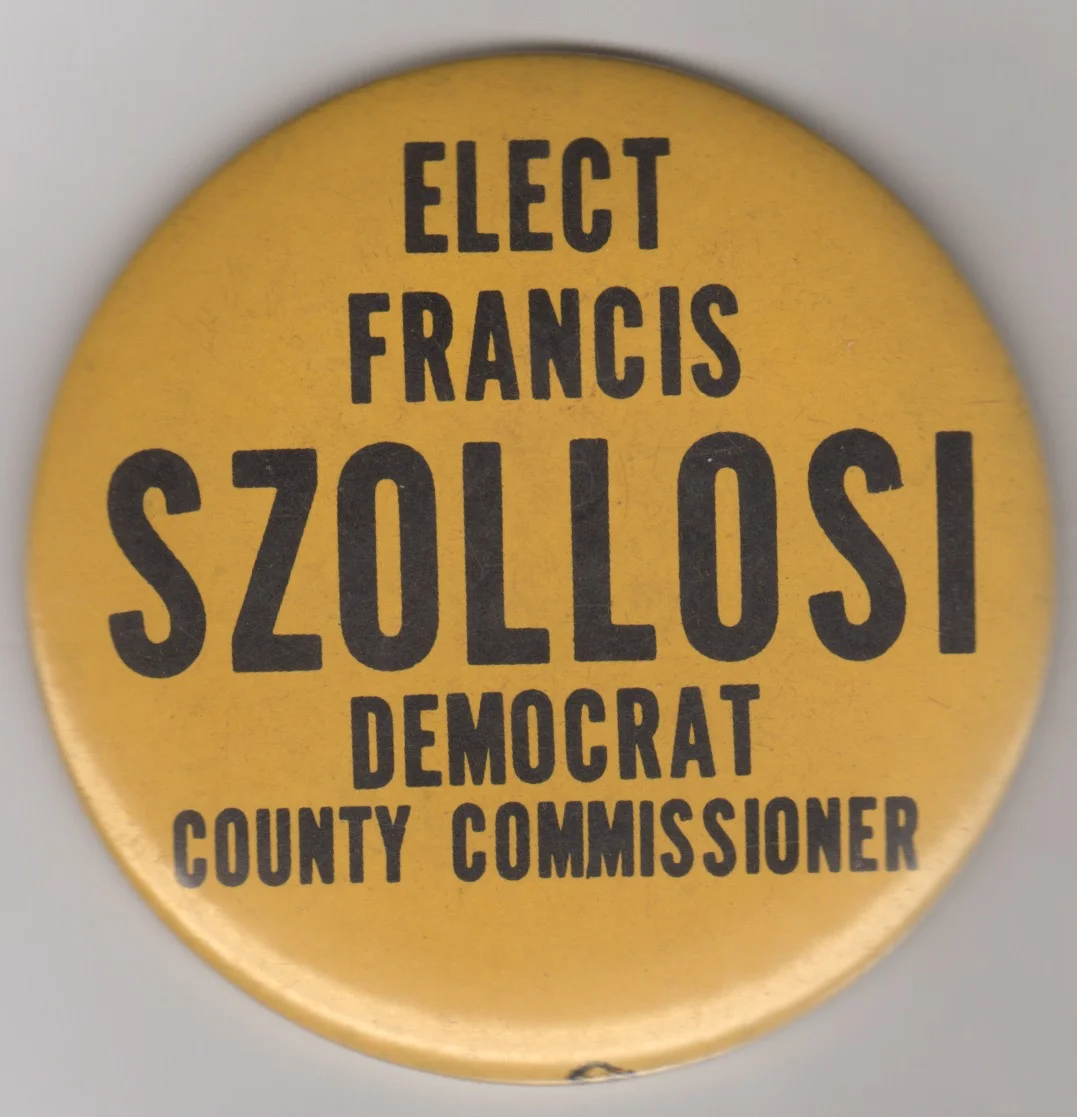 ELECT
FRANCIS
SZOLLOSI
DEMOCRAT
COUNTY COMMISSIONER